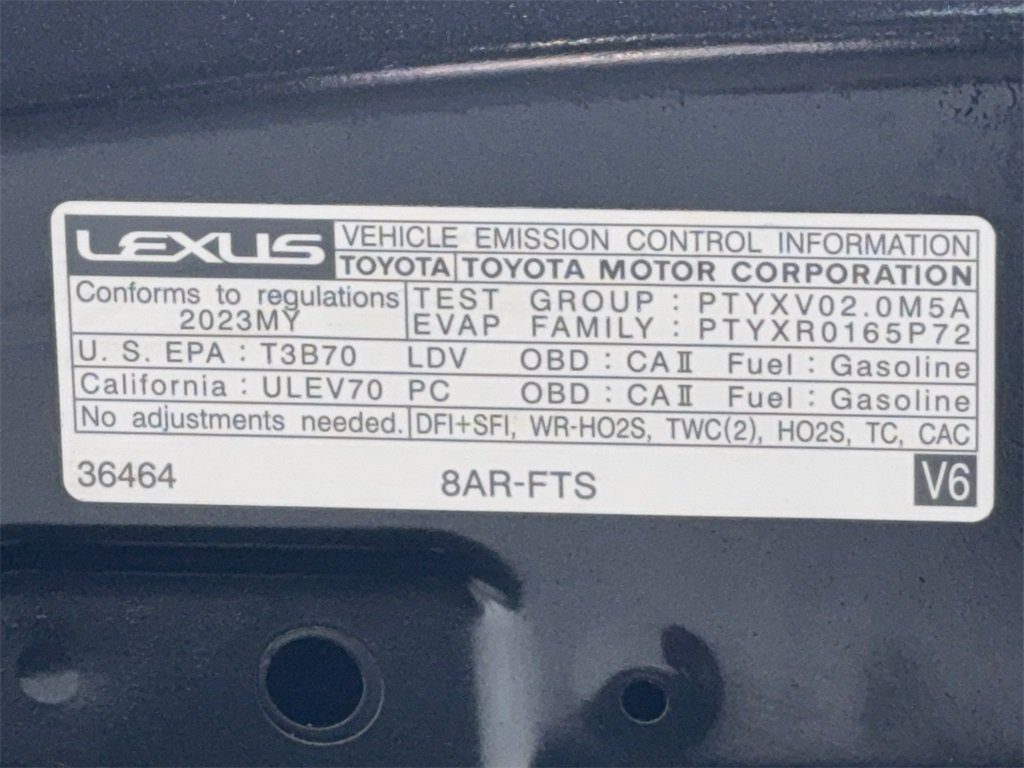 LEXUS VEHICLE EMISSION CONTROL INFORMATION
TOYOTA TOYOTA MOTOR CORPORATION
Conforms to regulations TEST GROUP : PTYXV02.0M5A
2023MY EVAP FAMILY : PTYXR0165P72
U. S. EPA : T3B70 LDV OBD : CAⅡ Fuel : Gasoline
California : ULEV70 PC OBD : CAⅡ Fuel : Gasoline
No adjustments needed. DFI+SFI, WR-HO2S, TWC(2), HO2S, TC, CAC
36464 8AR-FTS V6